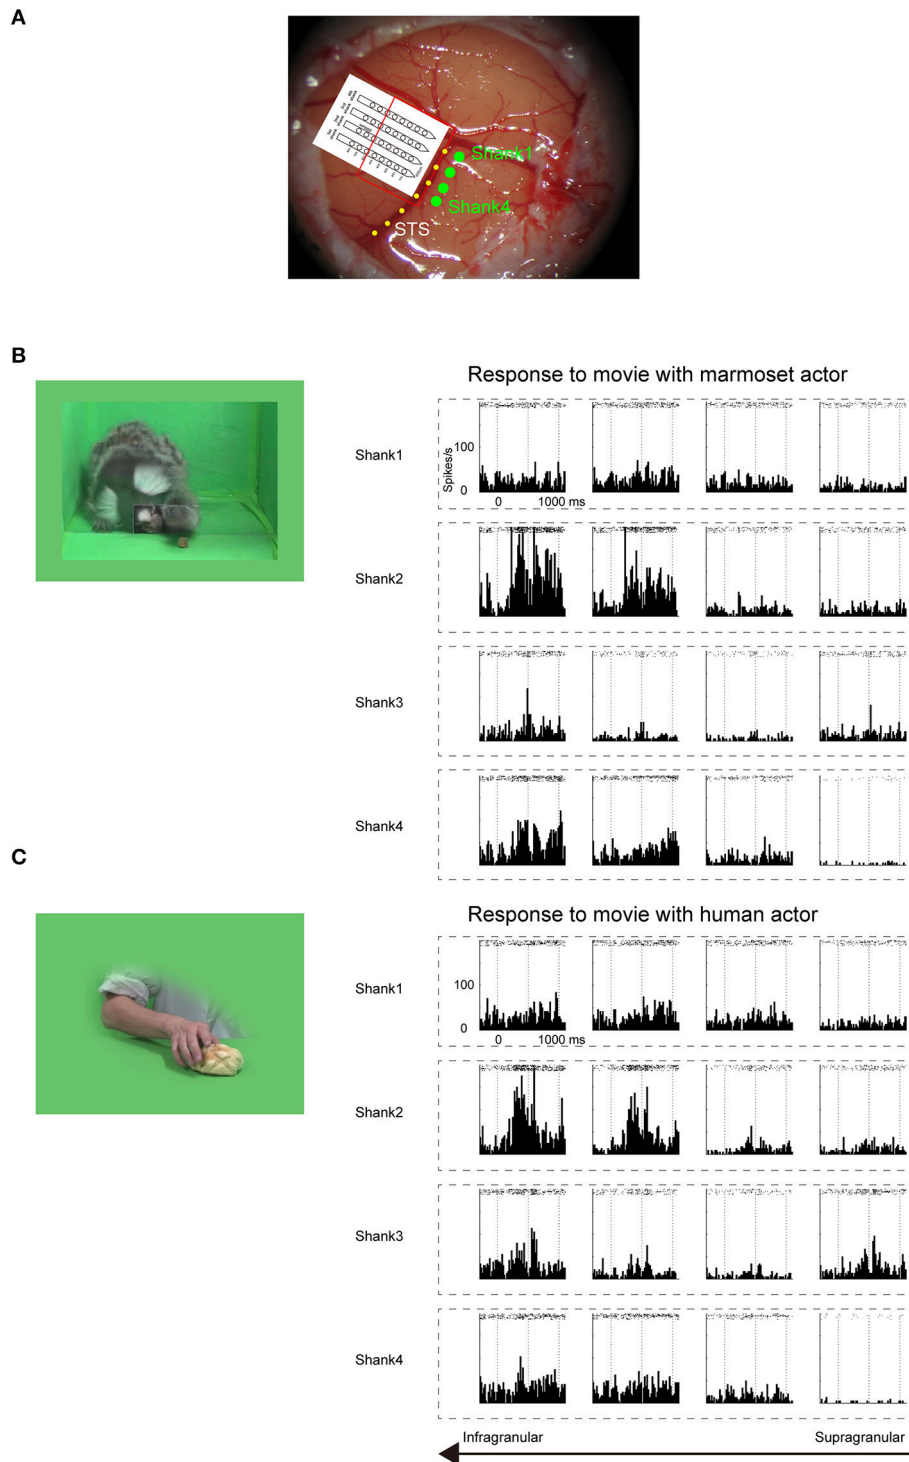 A
Shank1
Shank4
STS
B
Response to movie with marmoset actor
Shank1
Spikes/s
100
0
0 1000 ms
Shank2
Shank3
Shank4
C
Response to movie with human actor
Shank1
100
0
0 1000 ms
Shank2
Shank3
Shank4
Infragranular Supragranular